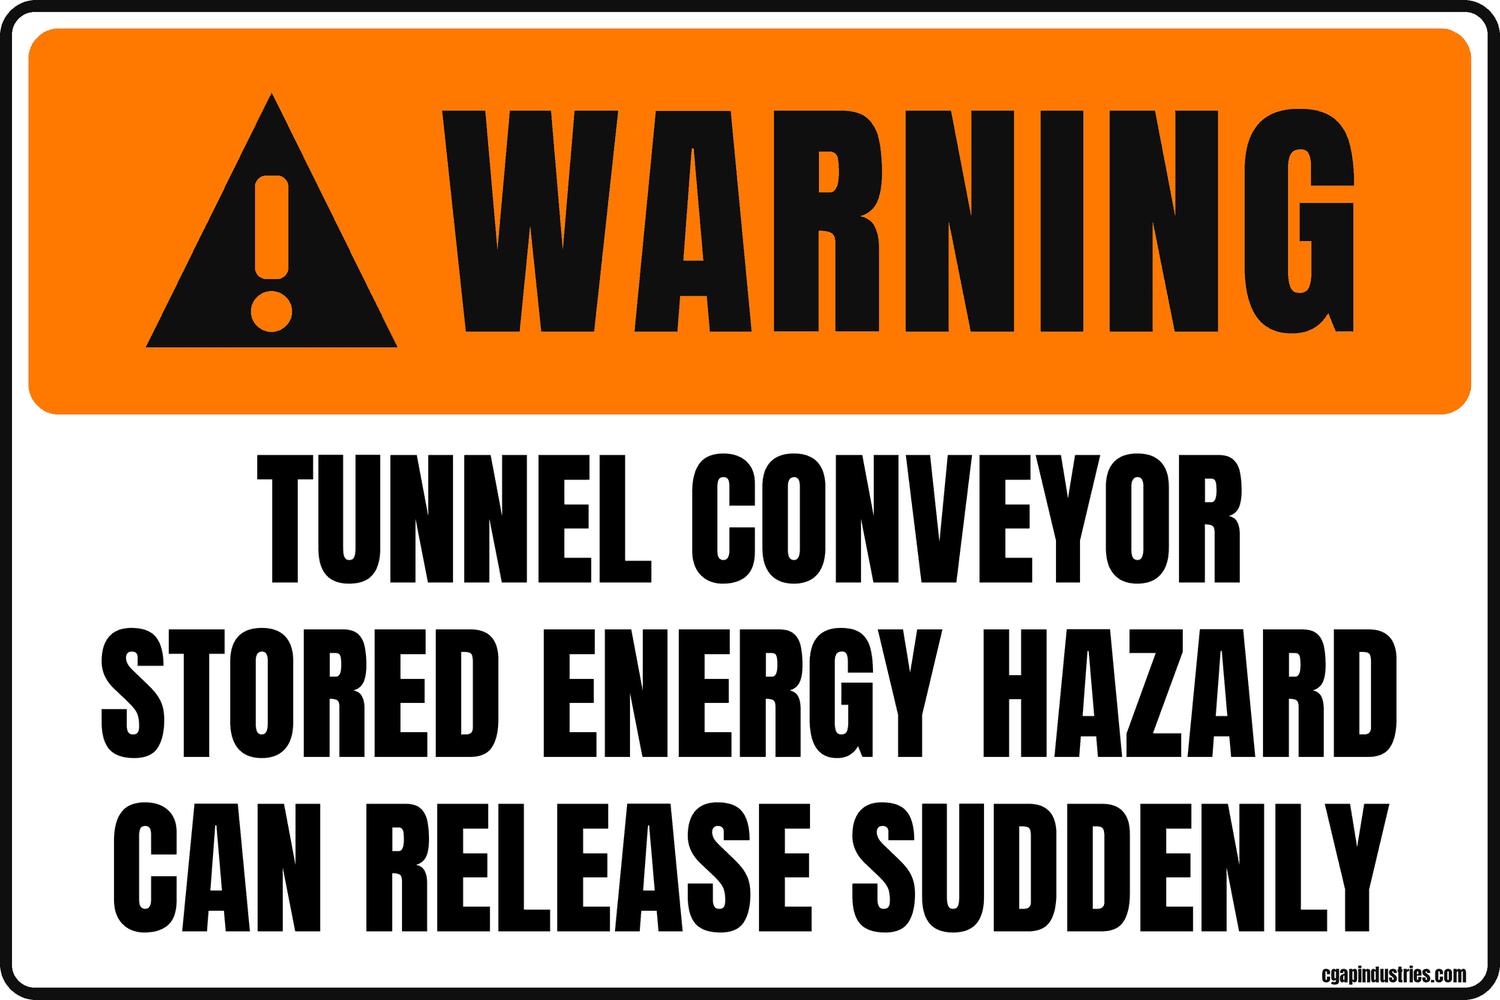 WARNING
TUNNEL CONVEYOR
STORED ENERGY HAZARD
CAN RELEASE SUDDENLY
cgapindustries.com